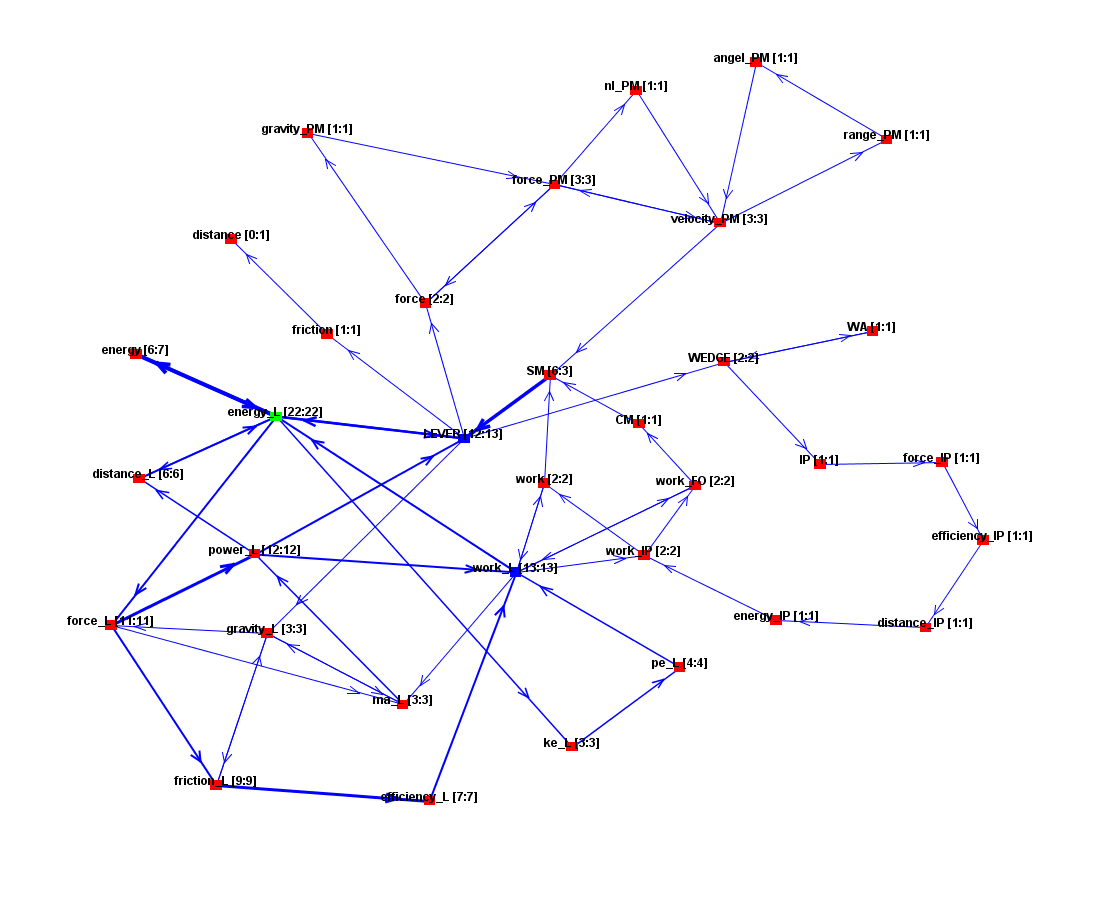 angel_PM [1:1]
nl_PM [1:1]
gravity_PM [1:1]
range_PM [1:1]
force_PM [3:3]
velocity_PM [3:3]
distance [0:1]
force [2:2]
friction [1:1]
WA [1:1]
energy [6:7]
WEDGE [2:2]
SM [6:3]
energy_L [22:22]
CM [1:1]
LEVER [12:13]
IP [1:1]
force_IP [1:1]
distance_L [6:6]
work [2:2]
work_FO [2:2]
efficiency_IP [1:1]
power_L [12:12]
work_IP [2:2]
work_L [13:13]
force_L [11:11]
gravity_L [3:3]
energy_IP [1:1]
distance_IP [1:1]
pe_L [4:4]
ma_L [3:3]
ke_L [3:3]
friction_L [9:9]
efficiency_L [7:7]